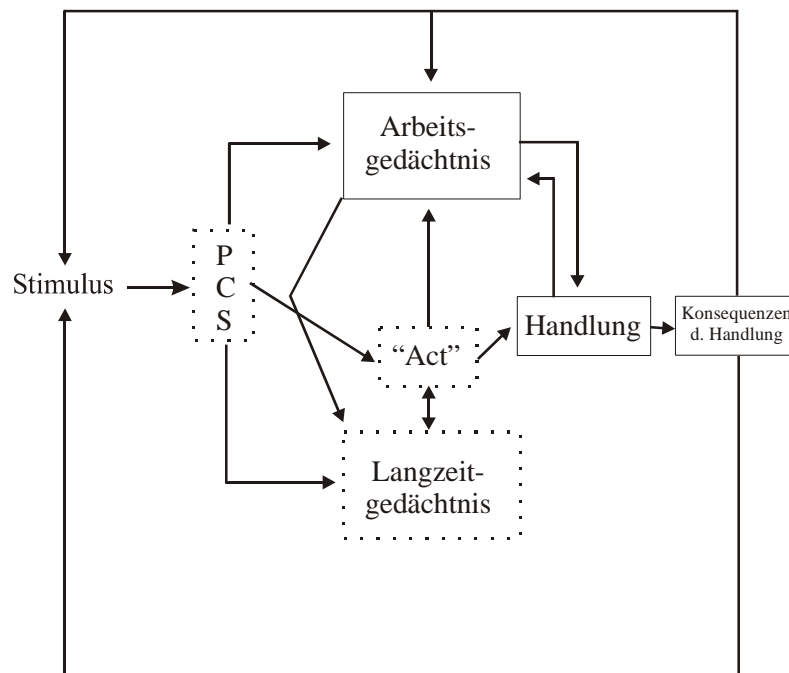 Arbeits-
gedächtnis
P
C
S
Stimulus
Handlung
Konsequenzen
d. Handlung
“Act”
Langzeit-
gedächtnis